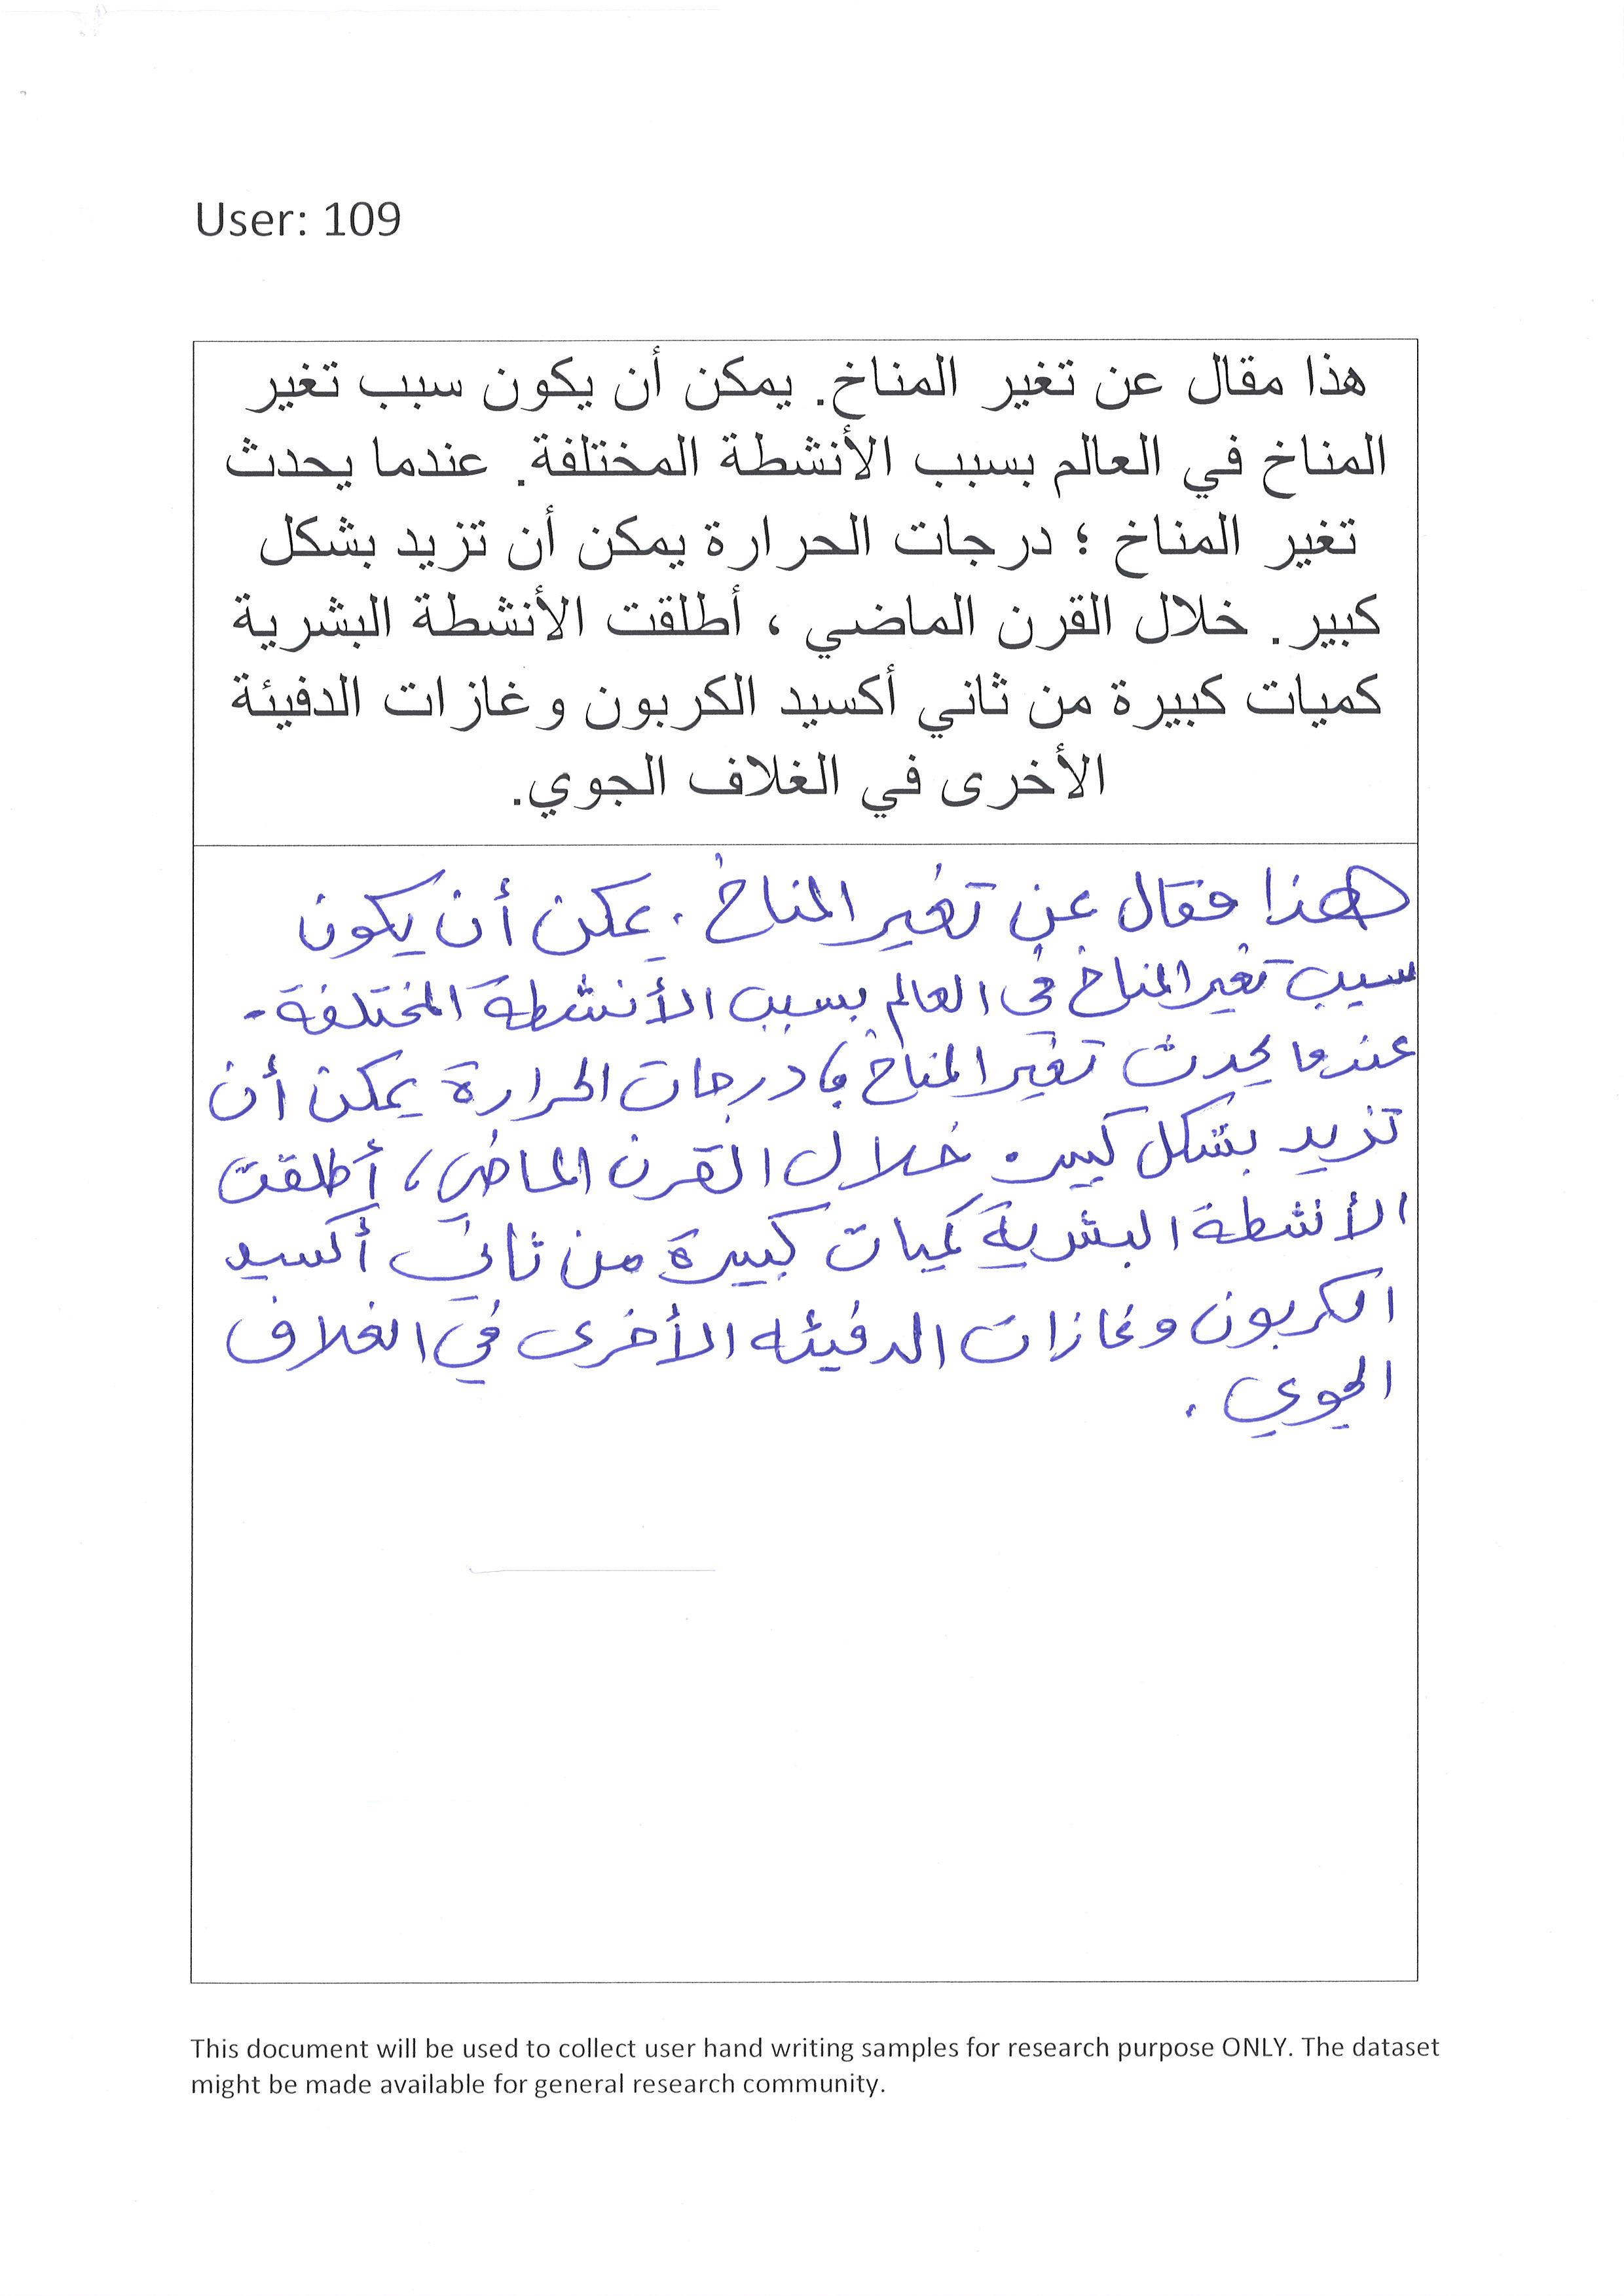 User: 109
هذا مقال عن تغير المناخ. يمكن أن يكون سبب تغير
المناخ في العالم بسبب الأنشطة المختلفة. عندما يحدث
تغير المناخ ؛ درجات الحرارة يمكن أن تزيد بشكل
كبير. خلال القرن الماضي ، أطلقت الأنشطة البشرية
كميات كبيرة من ثاني أكسيد الكربون وغازات الدفيئة
الأخرى في الغلاف الجوي.
هذا مقال عن تغير المناخ . يمكن أن يكون
سبب تغير المناخ في العالم بسبب الأنشطة المختلفة .
عندما يحدث تغير المناخ ؛ درجات الحرارة يمكن أن
تزيد بشكل كبير . خلال القرن الماضي ، أطلقت
الأنشطة البشرية كميات كبيرة من ثاني أكسيد
الكربون وغازات الدفيئه الأخرى في الغلاف
الجوي .
This document will be used to collect user hand writing samples for research purpose ONLY. The dataset
might be made available for general research community.